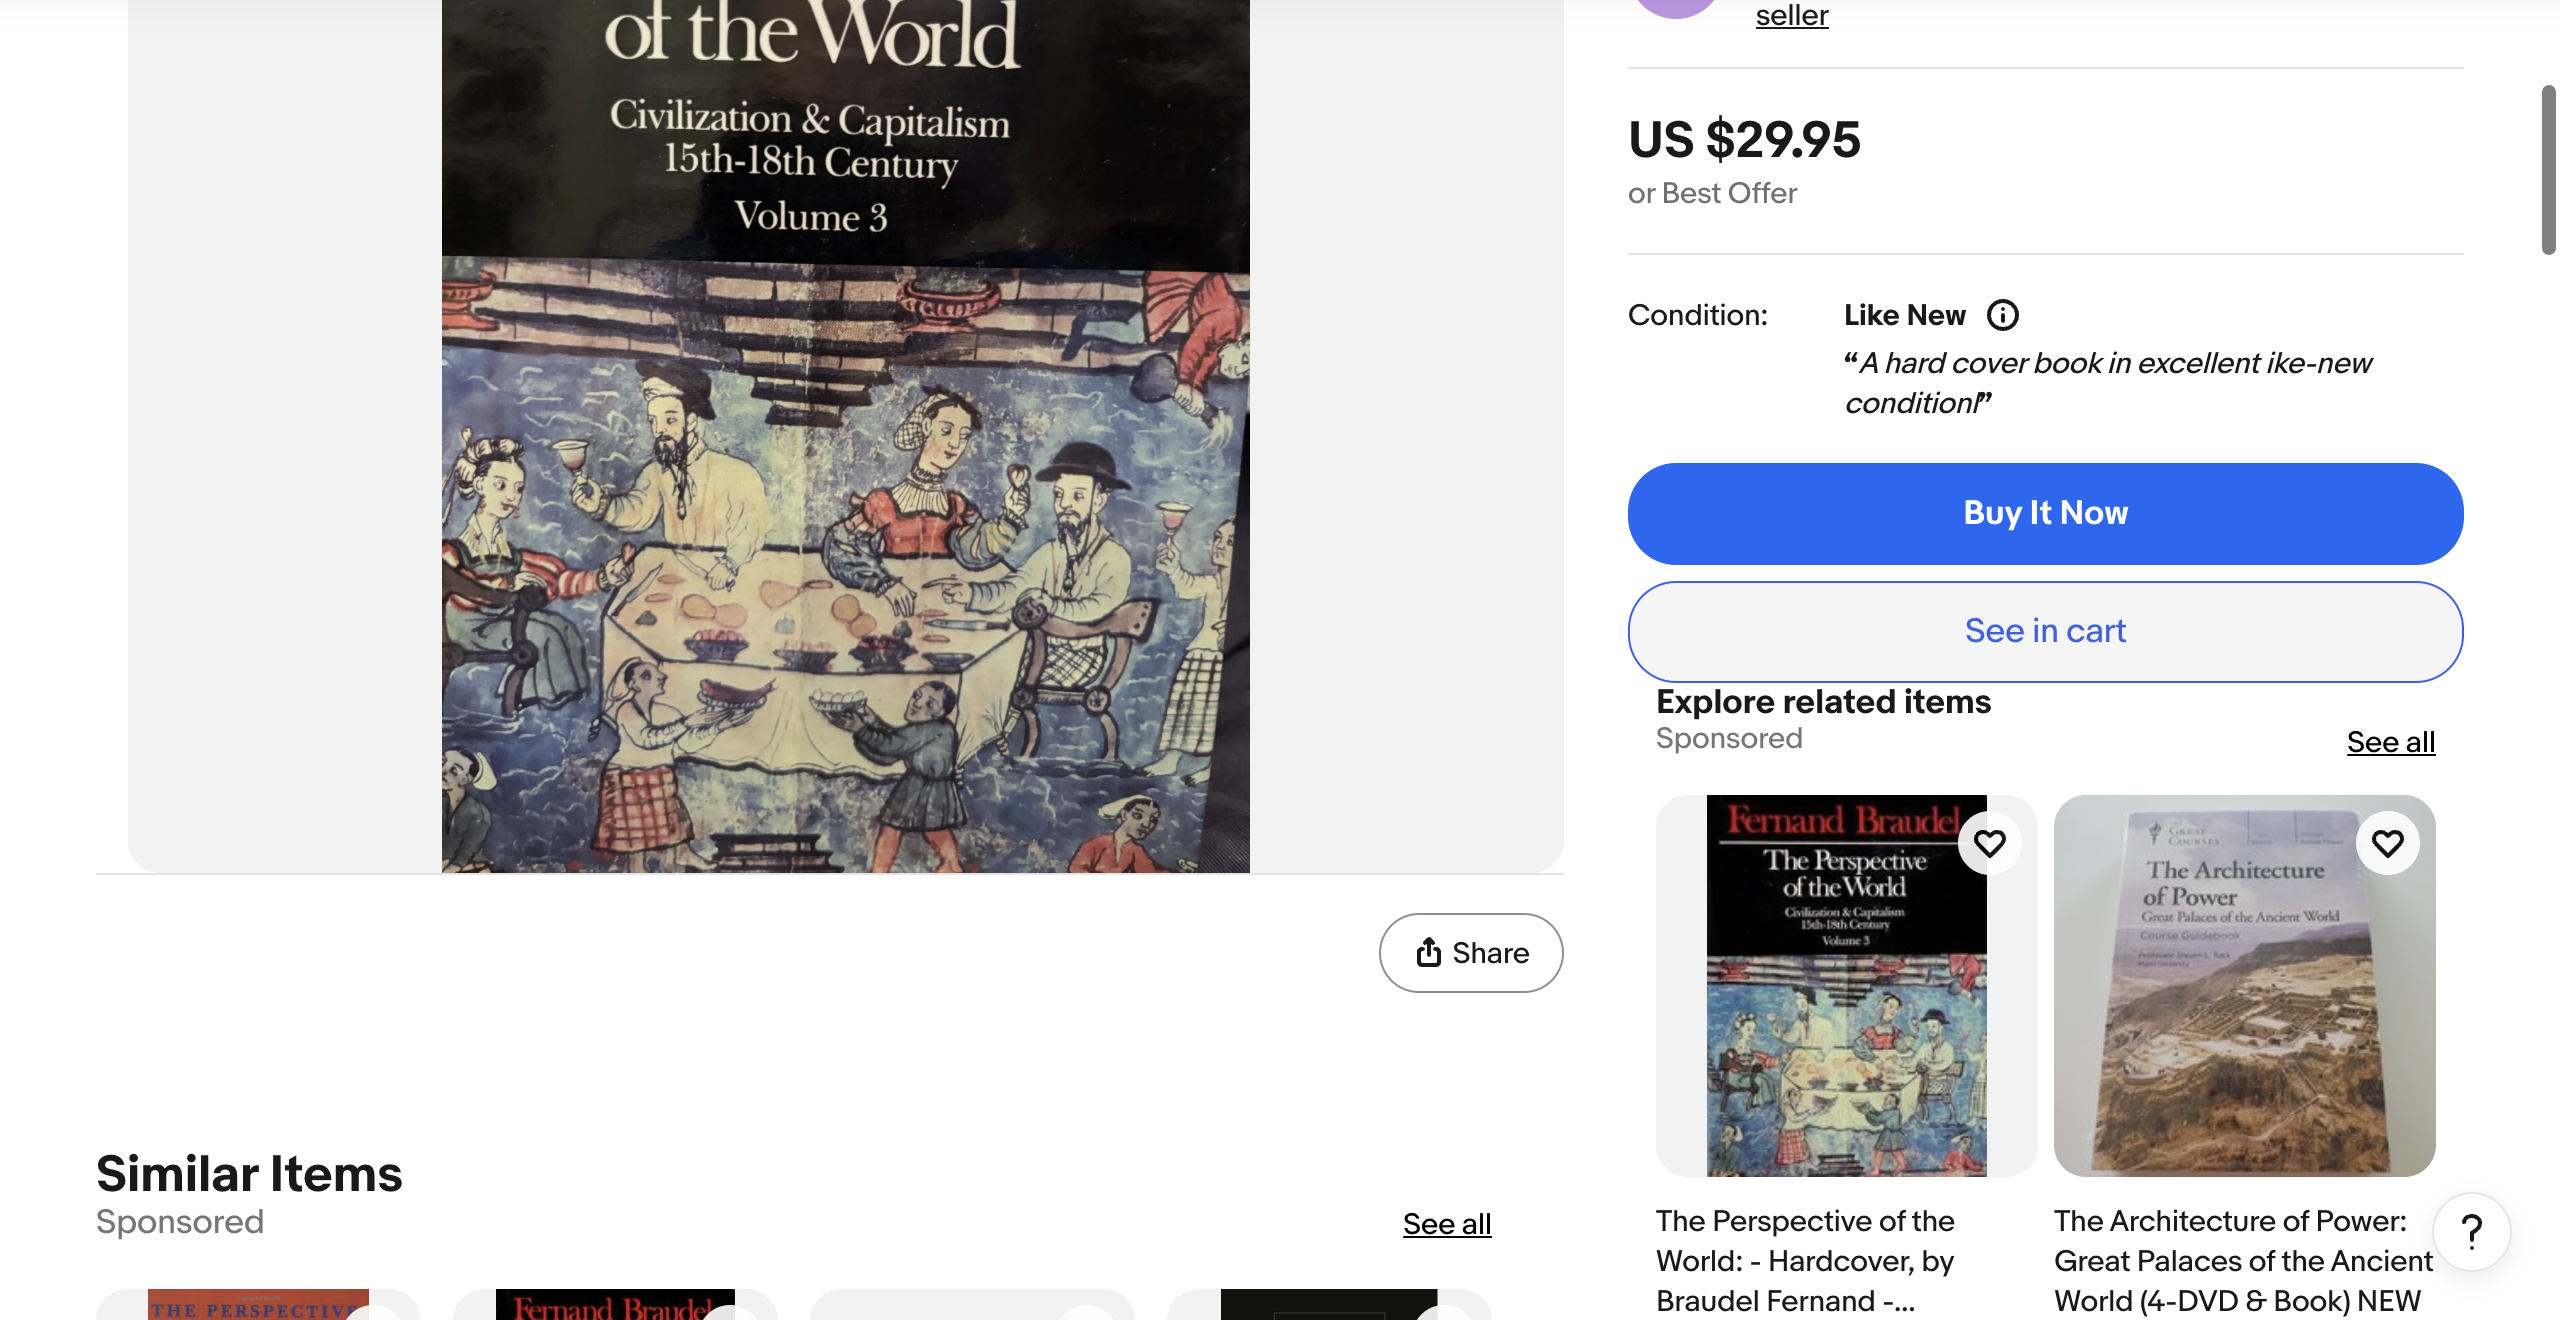 of the World
Civilization & Capitalism
15th-18th Century
Volume 3
seller
US $29.95
or Best Offer
Condition:
Like New
“A hard cover book in excellent ike-new
condition!”
Buy It Now
See in cart
Explore related items
Sponsored
See all
Fernand Braudel
The Perspective
of the World
Civilization & Capitalism
15th-18th Century
Volume 3
THE GREAT
COURSES
The Architecture
of Power
Great Palaces of the Ancient World
Course Guidebook
The Perspective of the
World: - Hardcover, by
Braudel Fernand -...
The Architecture of Power:
Great Palaces of the Ancient
World (4-DVD & Book) NEW
?
Share
Similar Items
Sponsored
See all
THE PERSPECTIVE
Fernand Braudel